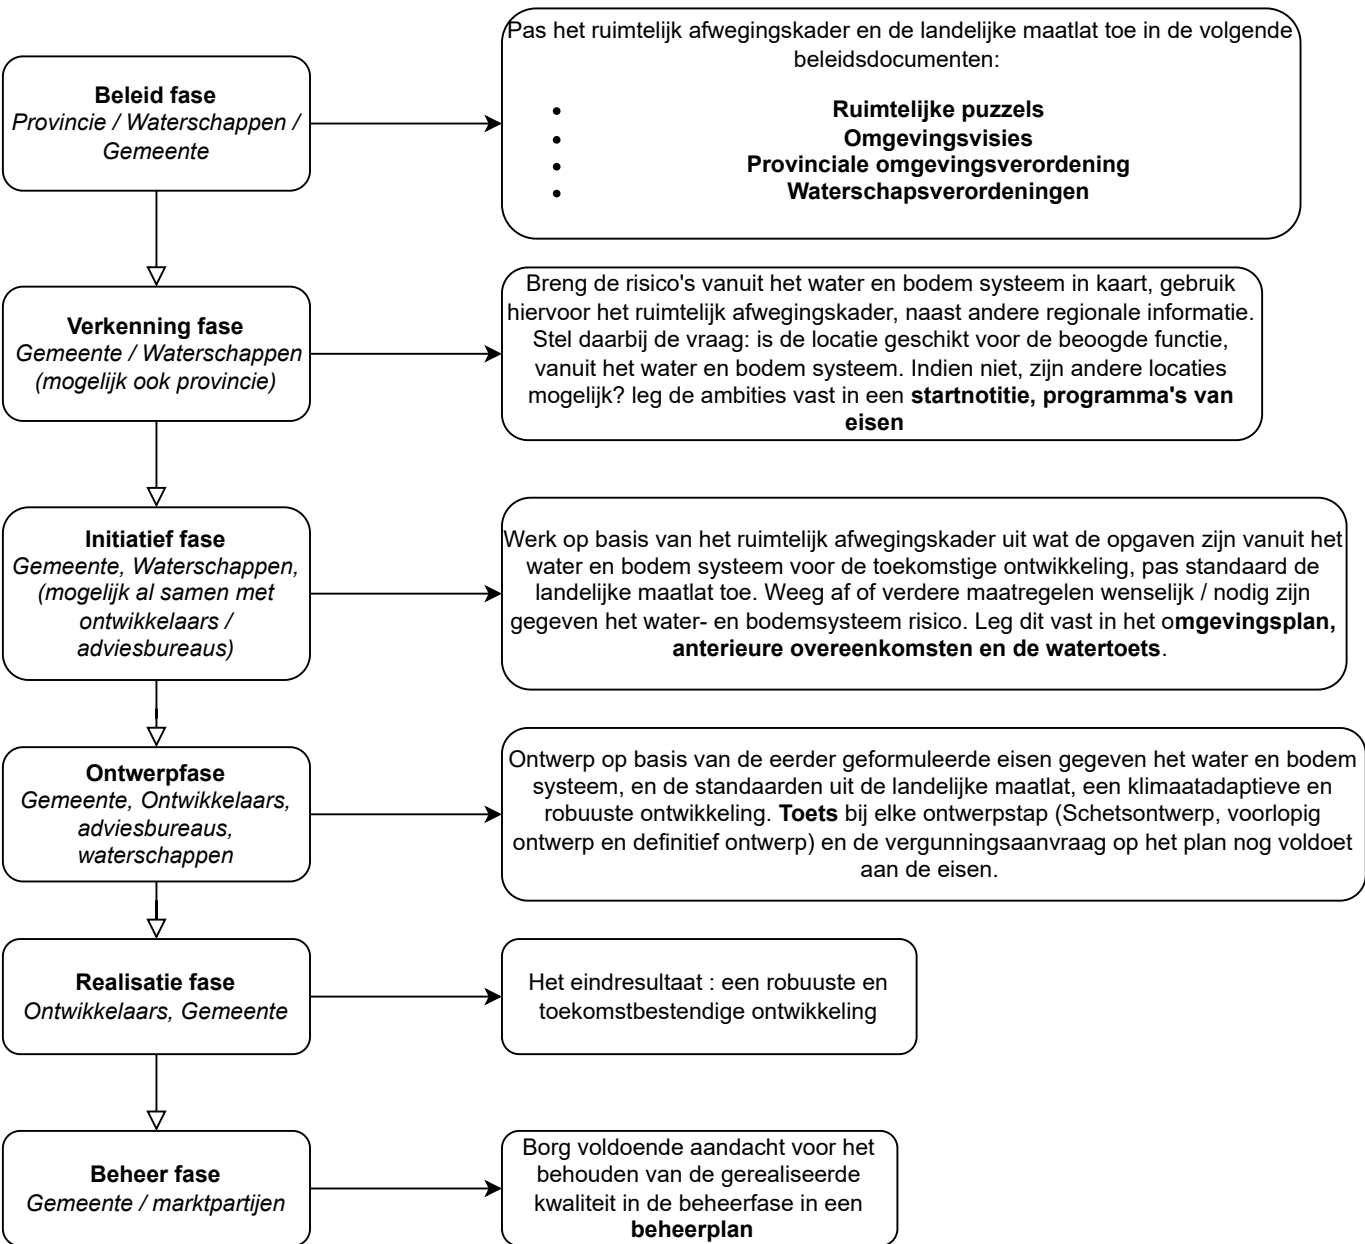 Beleid fase
Provincie / Waterschappen /
Gemeente
Pas het ruimtelijk afwegingskader en de landelijke maatlat toe in de volgende
beleidsdocumenten:
• Ruimtelijke puzzels
• Omgevingsvisies
• Provinciale omgevingsverordening
• Waterschapsverordeningen
Verkenning fase
Gemeente / Waterschappen
(mogelijk ook provincie)
Breng de risico's vanuit het water en bodem systeem in kaart, gebruik
hiervoor het ruimtelijk afwegingskader, naast andere regionale informatie.
Stel daarbij de vraag: is de locatie geschikt voor de beoogde functie,
vanuit het water en bodem systeem. Indien niet, zijn andere locaties
mogelijk? leg de ambities vast in een startnotitie, programma's van
eisen
Initiatief fase
Gemeente, Waterschappen,
(mogelijk al samen met
ontwikkelaars /
adviesbureaus)
Werk op basis van het ruimtelijk afwegingskader uit wat de opgaven zijn vanuit het
water en bodem systeem voor de toekomstige ontwikkeling, pas standaard de
landelijke maatlat toe. Weeg af of verdere maatregelen wenselijk / nodig zijn
gegeven het water- en bodemsysteem risico. Leg dit vast in het omgevingsplan,
anterieure overeenkomsten en de watertoets.
Ontwerpfase
Gemeente, Ontwikkelaars,
adviesbureaus,
waterschappen
Ontwerp op basis van de eerder geformuleerde eisen gegeven het water en bodem
systeem, en de standaarden uit de landelijke maatlat, een klimaatadaptieve en
robuuste ontwikkeling. Toets bij elke ontwerpstap (Schetsontwerp, voorlopig
ontwerp en definitief ontwerp) en de vergunningsaanvraag op het plan nog voldoet
aan de eisen.
Realisatie fase
Ontwikkelaars, Gemeente
Het eindresultaat : een robuuste en
toekomstbestendige ontwikkeling
Beheer fase
Gemeente / marktpartijen
Borg voldoende aandacht voor het
behouden van de gerealiseerde
kwaliteit in de beheerfase in een
beheerplan